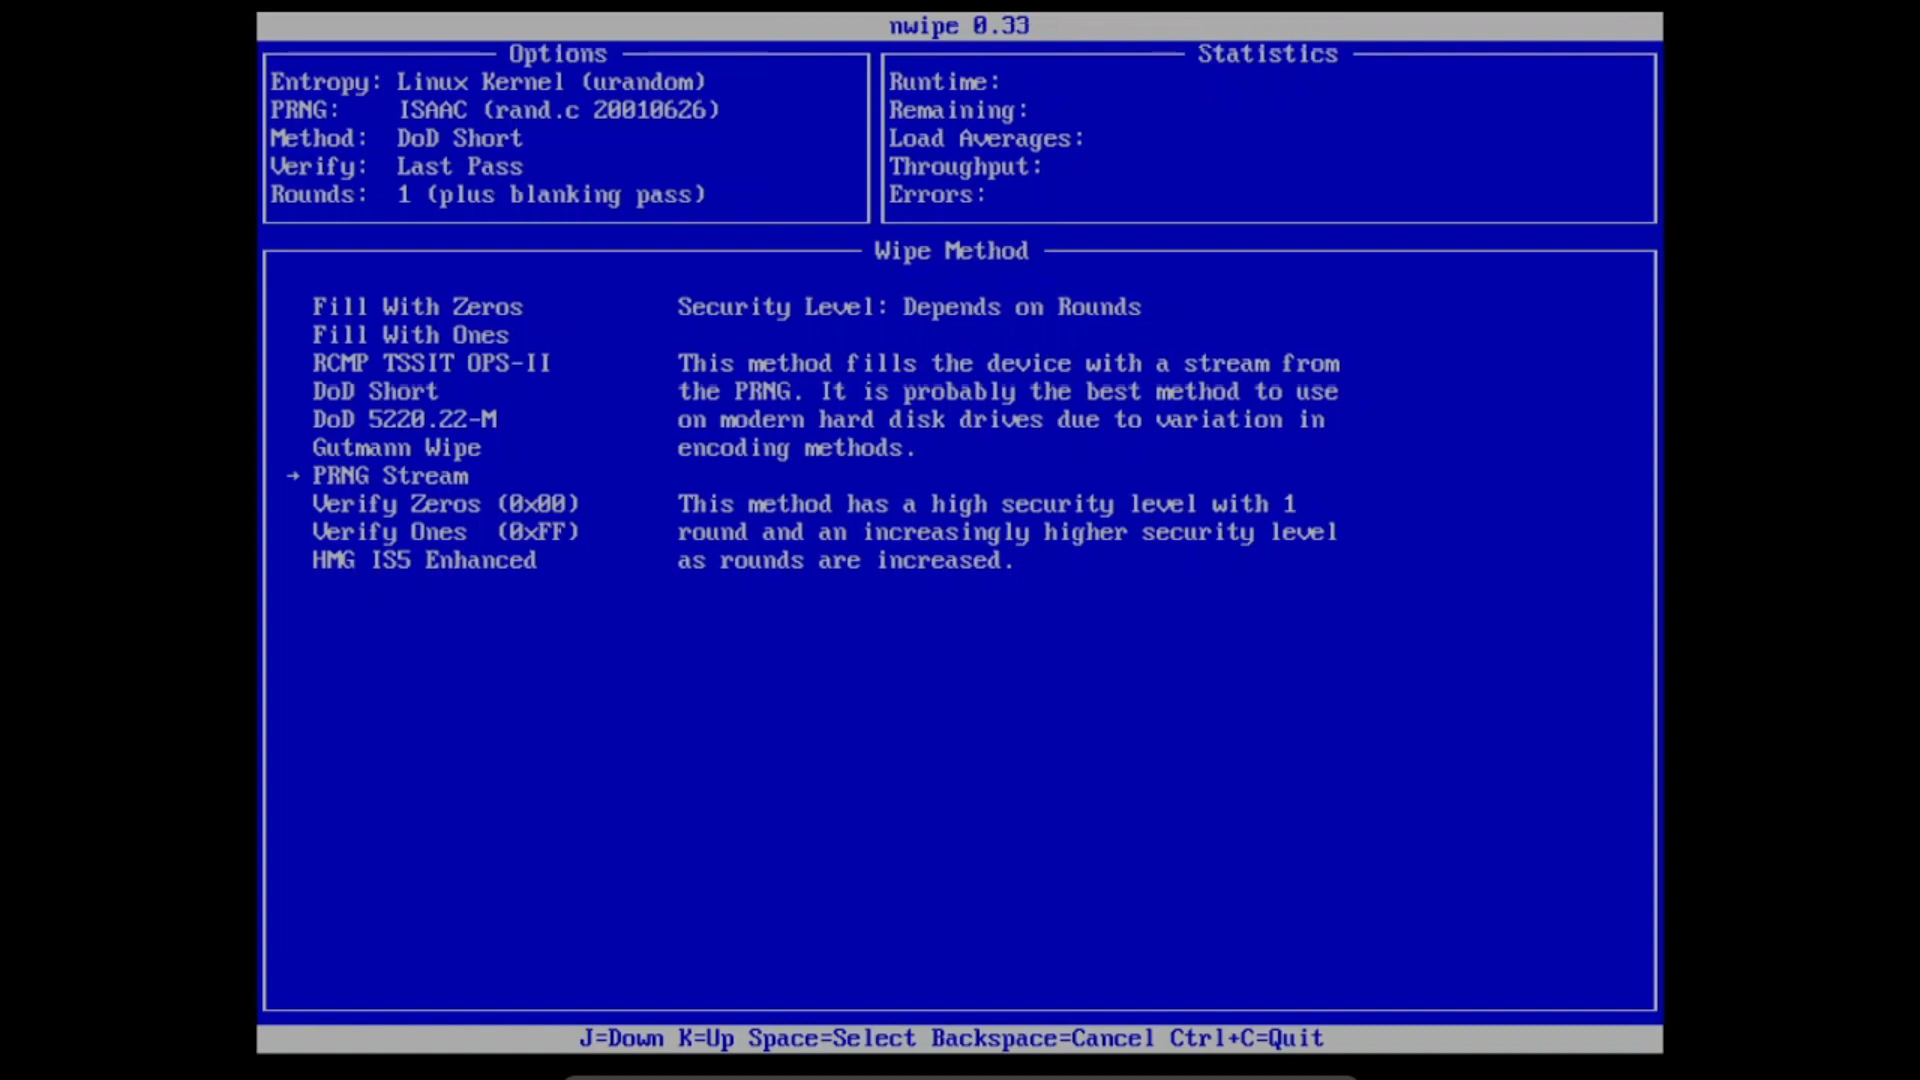 nwipe 0.33
Options
Entropy: Linux Kernel (urandom)
PRNG: ISAAC (rand.c 20010626)
Method: DoD Short
Verify: Last Pass
Rounds: 1 (plus blanking pass)
Statistics
Runtime:
Remaining:
Load Averages:
Throughput:
Errors:
Wipe Method
Fill With Zeros
Fill With Ones
RCMP TSSIT OPS-II
DoD Short
DoD 5220.22-M
Gutmann Wipe
→ PRNG Stream
Verify Zeros (0x00)
Verify Ones (0xFF)
HMG IS5 Enhanced
Security Level: Depends on Rounds
This method fills the device with a stream from
the PRNG. It is probably the best method to use
on modern hard disk drives due to variation in
encoding methods.
This method has a high security level with 1
round and an increasingly higher security level
as rounds are increased.
J=Down K=Up Space=Select Backspace=Cancel Ctrl+C=Quit